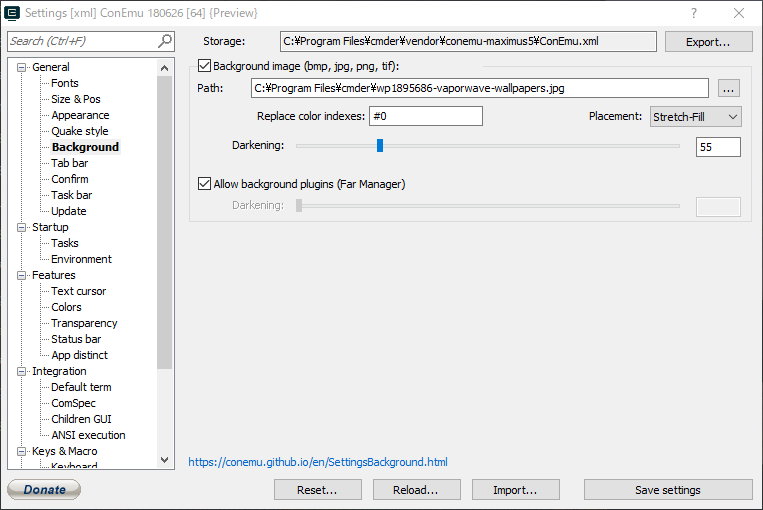 Settings [xml] ConEmu 180626 [64] {Preview}
Search (Ctrl+F)
Storage:
C:¥Program Files¥cmder¥vendor¥conemu-maximus5¥ConEmu.xml
Export...
General
Fonts
Size & Pos
Appearance
Quake style
Background
Tab bar
Confirm
Task bar
Update
Startup
Tasks
Environment
Features
Text cursor
Colors
Transparency
Status bar
App distinct
Integration
Default term
ComSpec
Children GUI
ANSI execution
Keys & Macro
Keyboard
Background image (bmp, jpg, png, tif):
Path:
C:¥Program Files¥cmder¥wp1895686-vaporwave-wallpapers.jpg
...
Replace color indexes:
#0
Placement:
Stretch-Fill
Darkening:
55
Allow background plugins (Far Manager)
Darkening:
https://conemu.github.io/en/SettingsBackground.html
Donate
Reset...
Reload...
Import...
Save settings